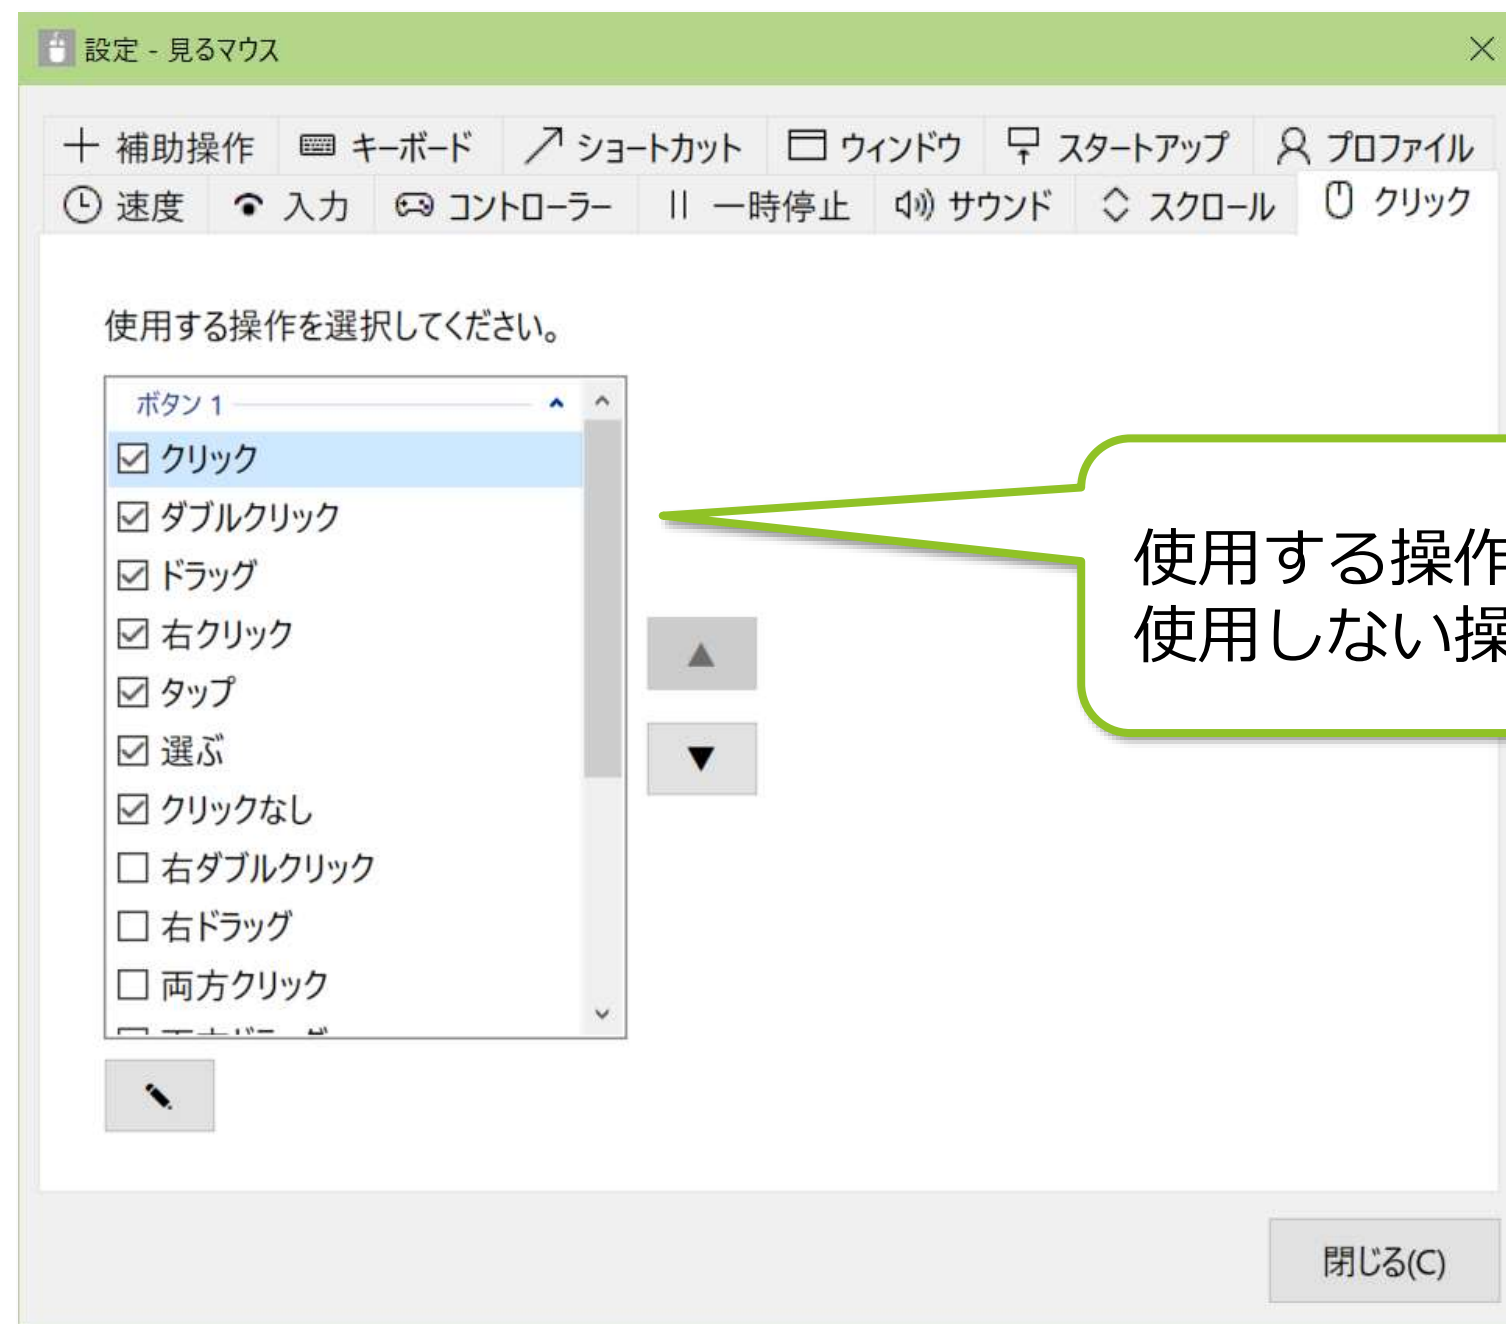 設定 - 見るマウス
補助操作 キーボード ショートカット ウィンドウ スタートアップ プロファイル
速度 入力 コントローラー 一時停止 サウンド スクロール クリック
使用する操作を選択してください。
ボタン 1
クリック
ダブルクリック
ドラッグ
右クリック
タップ
選ぶ
クリックなし
右ダブルクリック
右ドラッグ
両方クリック
使用する操作
使用しない操
閉じる(C)